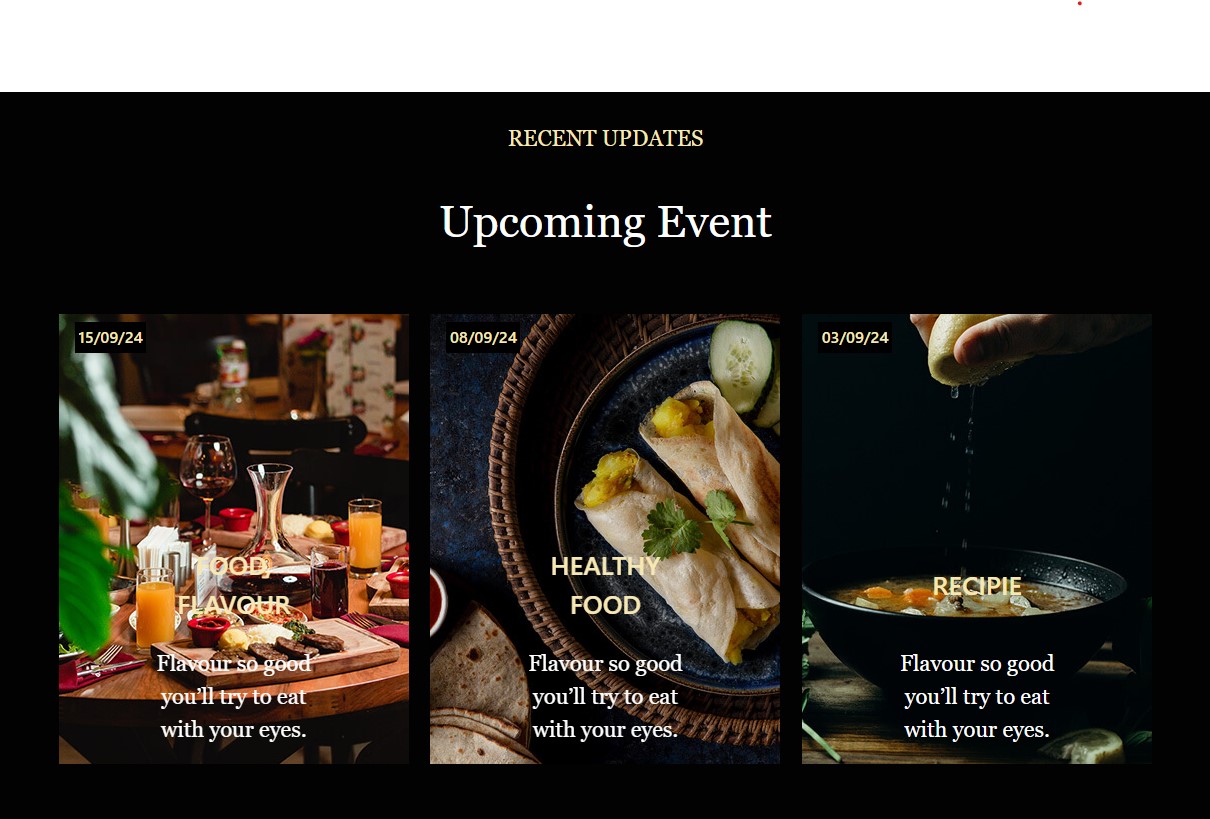 RECENT UPDATES
Upcoming Event
15/09/24
FOOD,
FLAVOUR
Flavour so good
you’ll try to eat
with your eyes.
08/09/24
HEALTHY
FOOD
Flavour so good
you’ll try to eat
with your eyes.
03/09/24
RECIPIE
Flavour so good
you’ll try to eat
with your eyes.